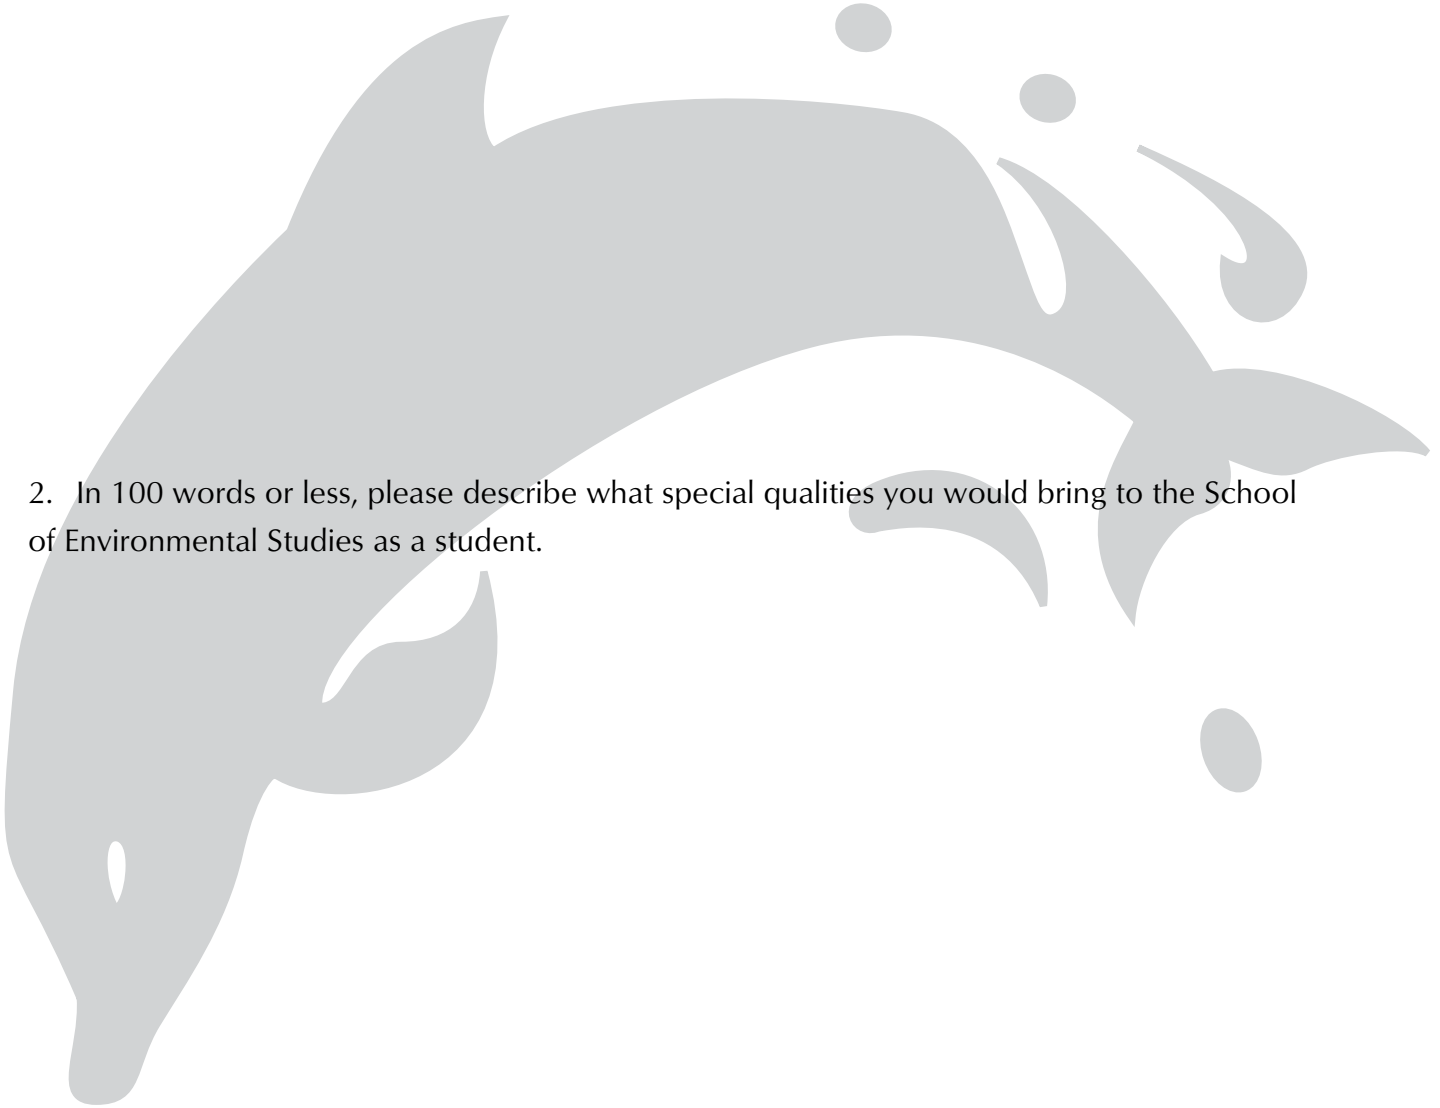 2. In 100 words or less, please describe what special qualities you would bring to the School
of Environmental Studies as a student.